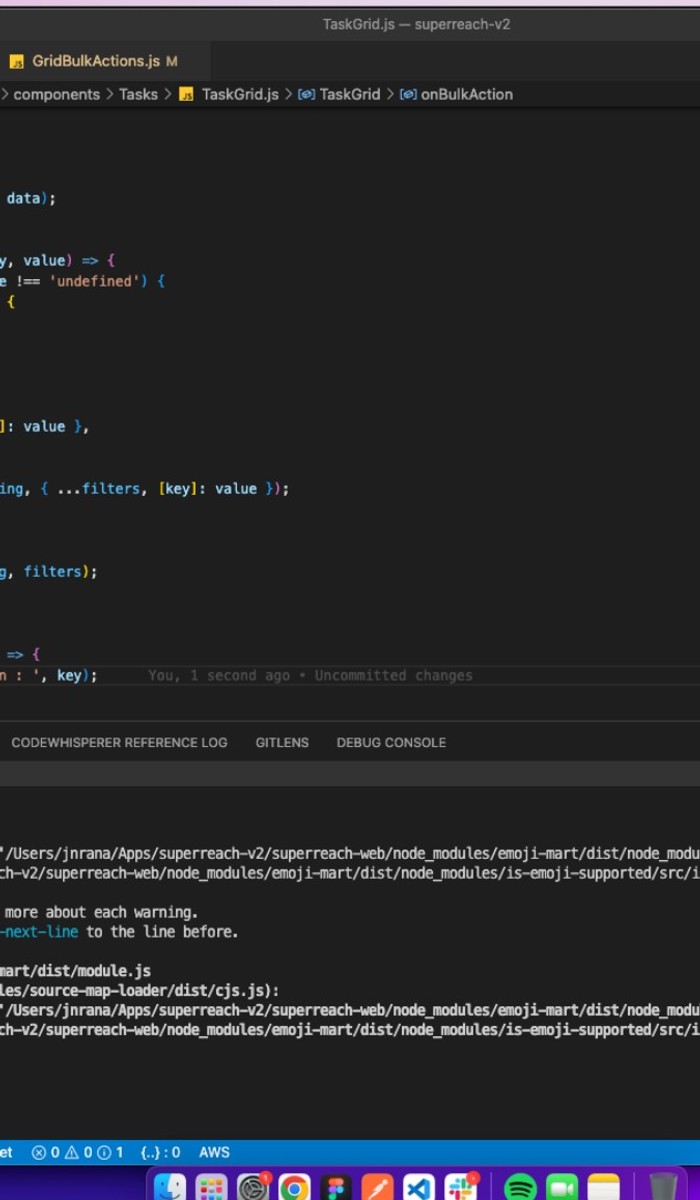 TaskGrid.js — superreach-v2
JS GridBulkActions.js M
> components > Tasks > JS TaskGrid.js > TaskGrid > onBulkAction
data);
y, value) => {
e !== 'undefined') {
{
]: value },
ing, { ...filters, [key]: value });
g, filters);
=> {
n : ', key); You, 1 second ago • Uncommitted changes
CODEWHISPERER REFERENCE LOG GITLENS DEBUG CONSOLE
'/Users/jnrana/Apps/superreach-v2/superreach-web/node_modules/emoji-mart/dist/node_modu
ch-v2/superreach-web/node_modules/emoji-mart/dist/node_modules/is-emoji-supported/src/i
more about each warning.
-next-line to the line before.
mart/dist/module.js
les/source-map-loader/dist/cjs.js):
'/Users/jnrana/Apps/superreach-v2/superreach-web/node_modules/emoji-mart/dist/node_modu
ch-v2/superreach-web/node_modules/emoji-mart/dist/node_modules/is-emoji-supported/src/i
et 0 0 1 {..} : 0 AWS